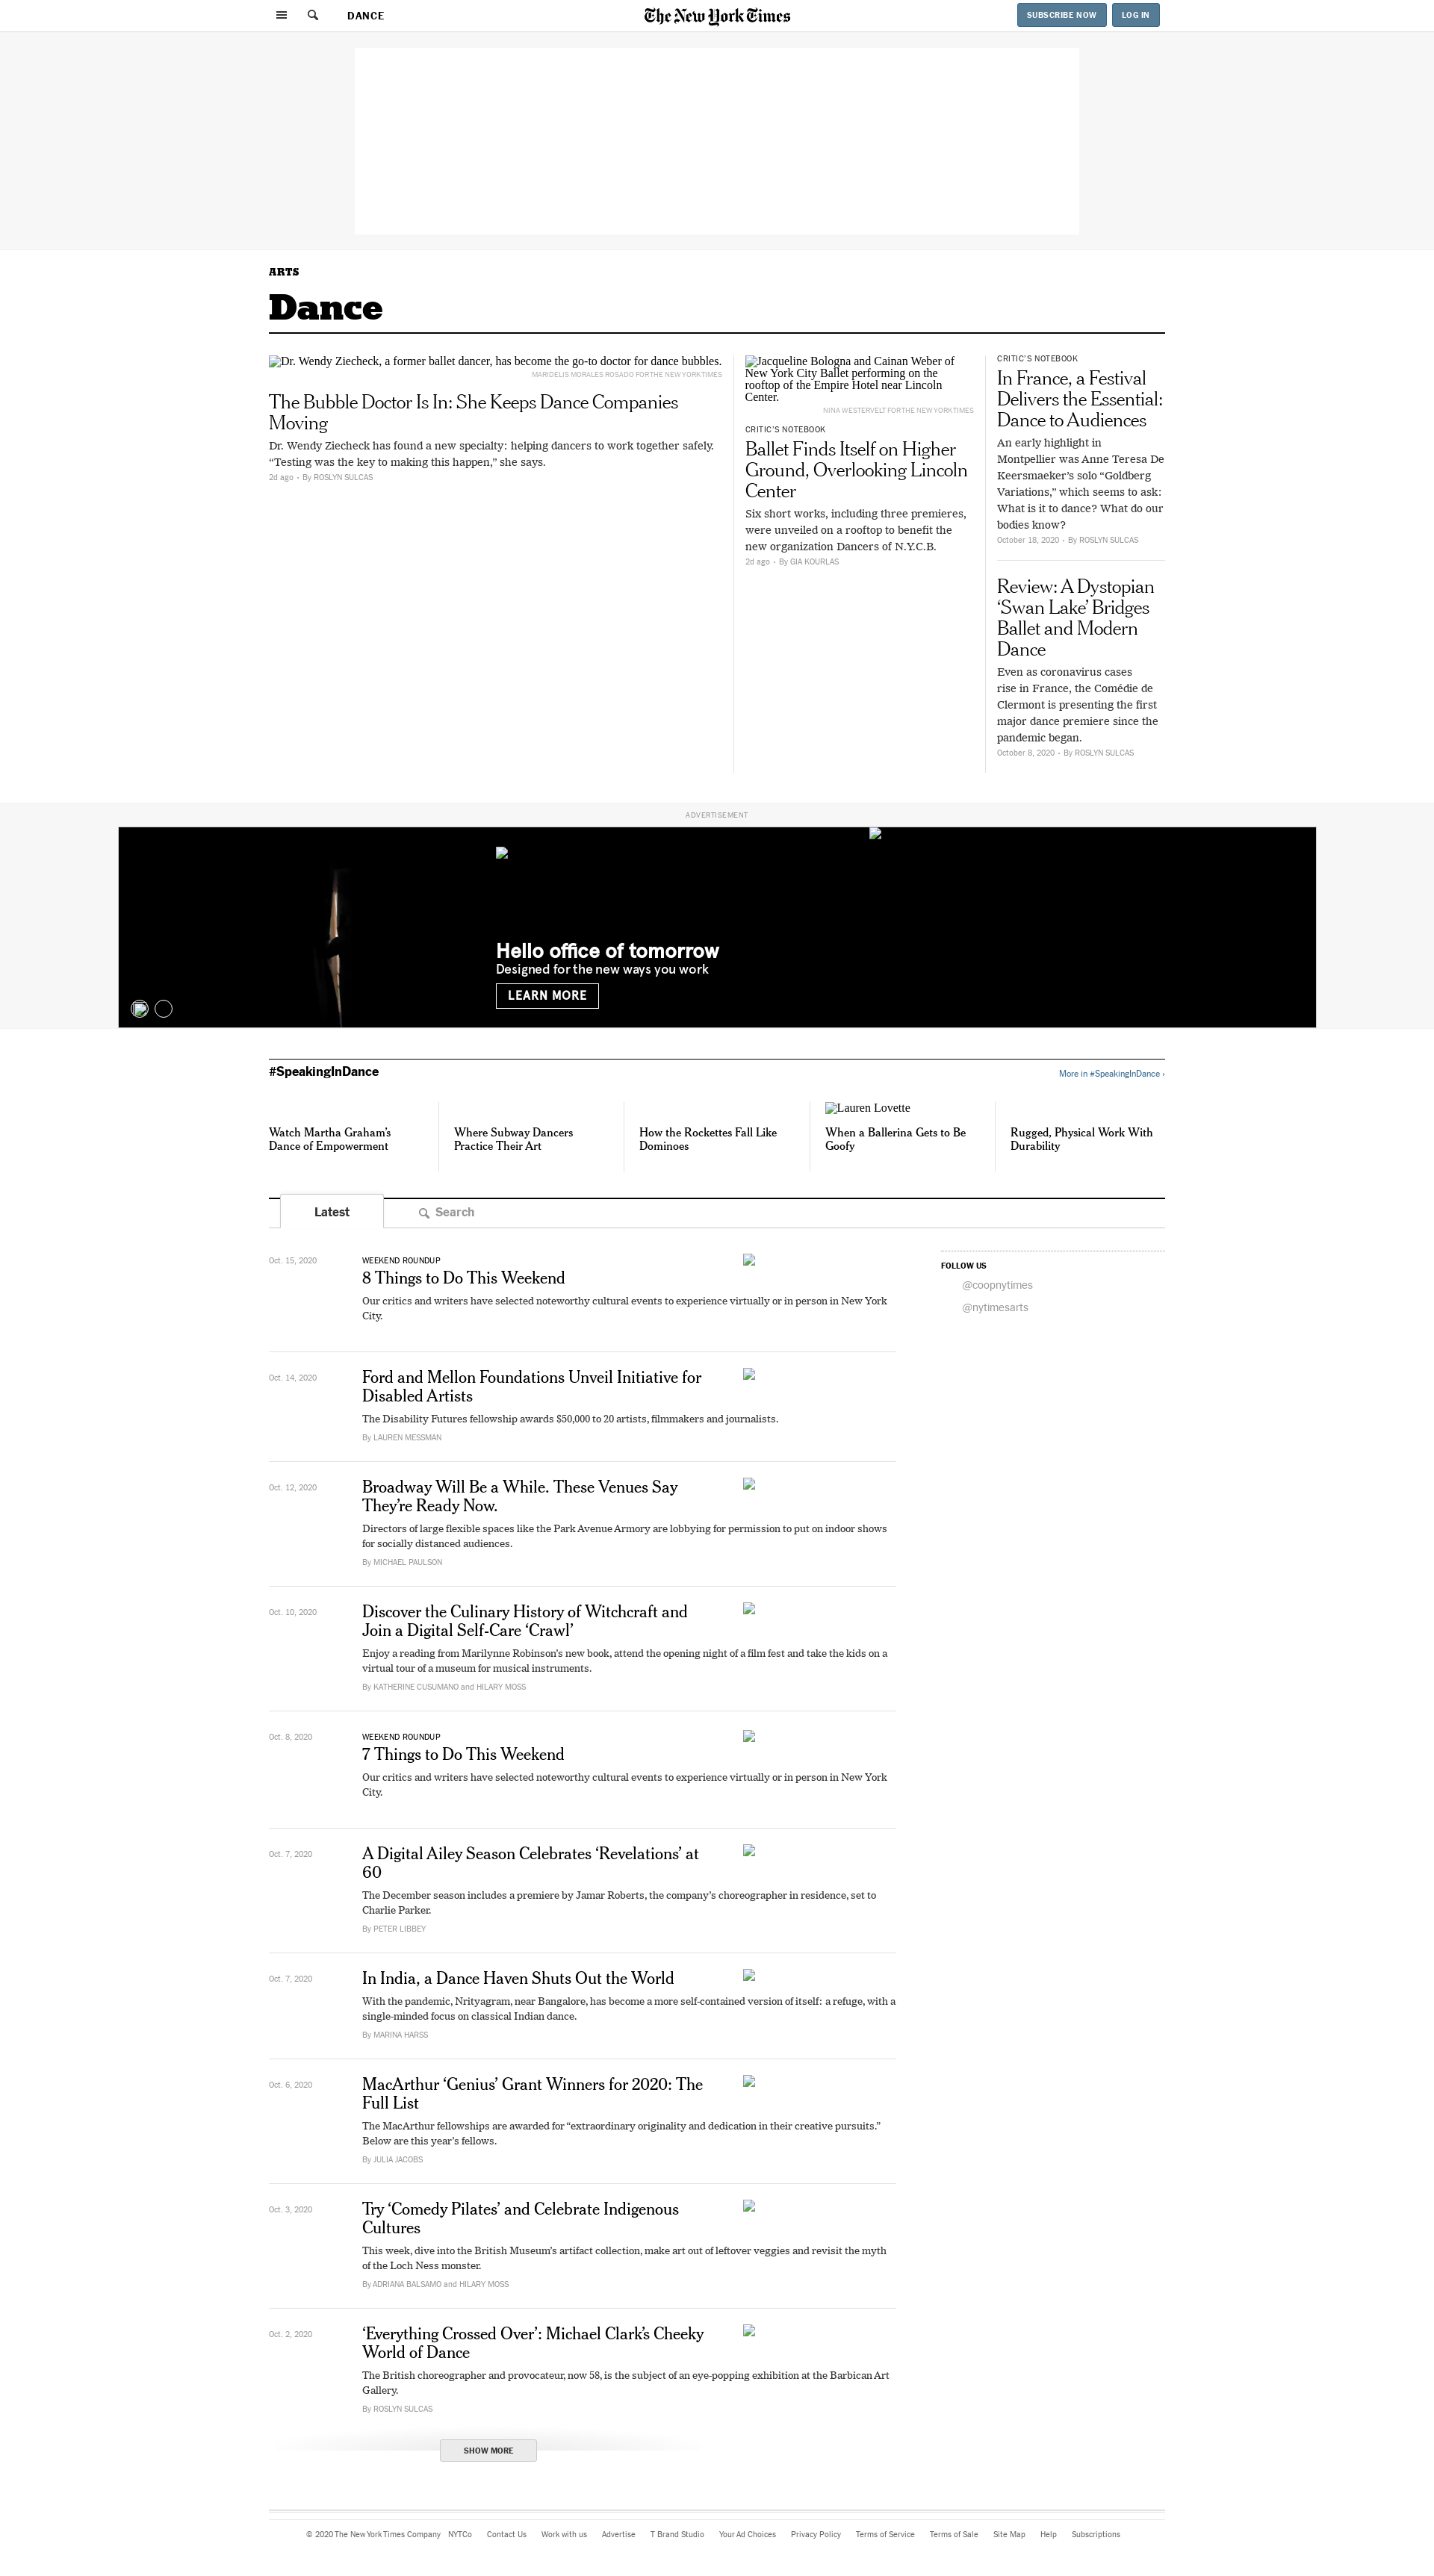 DANCE
The New York Times
SUBSCRIBE NOW
LOG IN
ARTS
Dance
Dr. Wendy Ziecheck, a former ballet dancer, has become the go-to doctor for dance bubbles.
MARIDELIS MORALES ROSADO FOR THE NEW YORK TIMES
The Bubble Doctor Is In: She Keeps Dance Companies
Moving
Dr. Wendy Ziecheck has found a new specialty: helping dancers to work together safely.
“Testing was the key to making this happen,” she says.
2d ago • By ROSLYN SULCAS
Jacqueline Bologna and Cainan Weber of
New York City Ballet performing on the
rooftop of the Empire Hotel near Lincoln
Center.
NINA WESTERVELT FOR THE NEW YORK TIMES
CRITIC'S NOTEBOOK
Ballet Finds Itself on Higher
Ground, Overlooking Lincoln
Center
Six short works, including three premieres,
were unveiled on a rooftop to benefit the
new organization Dancers of N.Y.C.B.
2d ago • By GIA KOURLAS
CRITIC'S NOTEBOOK
In France, a Festival
Delivers the Essential:
Dance to Audiences
An early highlight in
Montpellier was Anne Teresa De
Keersmaeker’s solo “Goldberg
Variations,” which seems to ask:
What is it to dance? What do our
bodies know?
October 18, 2020 • By ROSLYN SULCAS
Review: A Dystopian
‘Swan Lake’ Bridges
Ballet and Modern
Dance
Even as coronavirus cases
rise in France, the Comédie de
Clermont is presenting the first
major dance premiere since the
pandemic began.
October 8, 2020 • By ROSLYN SULCAS
ADVERTISEMENT
Hello office of tomorrow
Designed for the new ways you work
LEARN MORE
#SpeakingInDance
More in #SpeakingInDance ›
Watch Martha Graham’s
Dance of Empowerment
Where Subway Dancers
Practice Their Art
How the Rockettes Fall Like
Dominoes
Lauren Lovette
When a Ballerina Gets to Be
Goofy
Rugged, Physical Work With
Durability
Latest
Search
Oct. 15, 2020
WEEKEND ROUNDUP
8 Things to Do This Weekend
Our critics and writers have selected noteworthy cultural events to experience virtually or in person in New York
City.
FOLLOW US
@coopnytimes
@nytimesarts
Oct. 14, 2020
Ford and Mellon Foundations Unveil Initiative for
Disabled Artists
The Disability Futures fellowship awards $50,000 to 20 artists, filmmakers and journalists.
By LAUREN MESSMAN
Oct. 12, 2020
Broadway Will Be a While. These Venues Say
They’re Ready Now.
Directors of large flexible spaces like the Park Avenue Armory are lobbying for permission to put on indoor shows
for socially distanced audiences.
By MICHAEL PAULSON
Oct. 10, 2020
Discover the Culinary History of Witchcraft and
Join a Digital Self-Care ‘Crawl’
Enjoy a reading from Marilynne Robinson’s new book, attend the opening night of a film fest and take the kids on a
virtual tour of a museum for musical instruments.
By KATHERINE CUSUMANO and HILARY MOSS
Oct. 8, 2020
WEEKEND ROUNDUP
7 Things to Do This Weekend
Our critics and writers have selected noteworthy cultural events to experience virtually or in person in New York
City.
Oct. 7, 2020
A Digital Ailey Season Celebrates ‘Revelations’ at
60
The December season includes a premiere by Jamar Roberts, the company’s choreographer in residence, set to
Charlie Parker.
By PETER LIBBEY
Oct. 7, 2020
In India, a Dance Haven Shuts Out the World
With the pandemic, Nrityagram, near Bangalore, has become a more self-contained version of itself: a refuge, with a
single-minded focus on classical Indian dance.
By MARINA HARSS
Oct. 6, 2020
MacArthur ‘Genius’ Grant Winners for 2020: The
Full List
The MacArthur fellowships are awarded for “extraordinary originality and dedication in their creative pursuits.”
Below are this year’s fellows.
By JULIA JACOBS
Oct. 3, 2020
Try ‘Comedy Pilates’ and Celebrate Indigenous
Cultures
This week, dive into the British Museum’s artifact collection, make art out of leftover veggies and revisit the myth
of the Loch Ness monster.
By ADRIANA BALSAMO and HILARY MOSS
Oct. 2, 2020
‘Everything Crossed Over’: Michael Clark’s Cheeky
World of Dance
The British choreographer and provocateur, now 58, is the subject of an eye-popping exhibition at the Barbican Art
Gallery.
By ROSLYN SULCAS
SHOW MORE
© 2020 The New York Times Company NYTCo Contact Us Work with us Advertise T Brand Studio Your Ad Choices Privacy Policy Terms of Service Terms of Sale Site Map Help Subscriptions